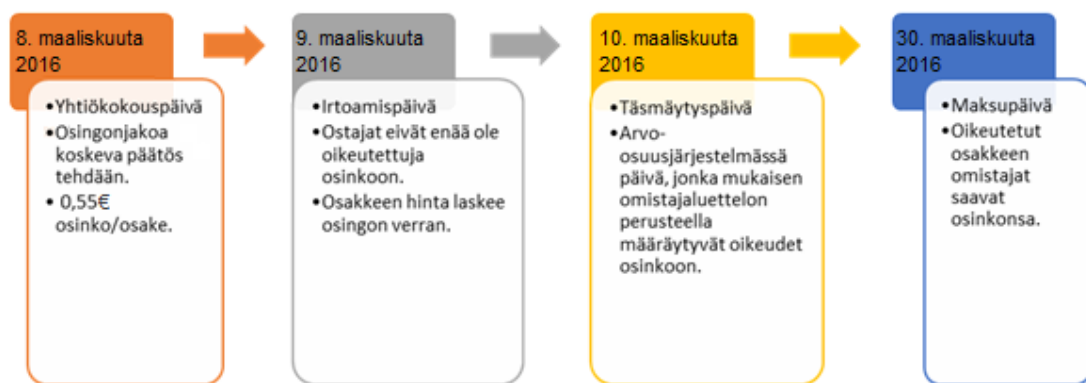 8. maaliskuuta
2016
•Yhtiökokouspäivä
•Osingonjakoa
koskeva päätös
tehdään.
• 0,55€
osinko/osake.
9. maaliskuuta
2016
•Irtoamispäivä
•Ostajat eivät enää ole
oikeutettuja
osinkoon.
•Osakkeen hinta laskee
osingon verran.
10. maaliskuuta
2016
•Täsmäytyspäivä
•Arvo-
osuusjärjestelmässä
päivä, jonka mukaisen
omistajaluettelon
perusteella
määräytyvät oikeudet
osinkoon.
30. maaliskuuta
2016
•Maksupäivä
•Oikeutetut
osakkeen
omistajat
saavat
osinkonsa.